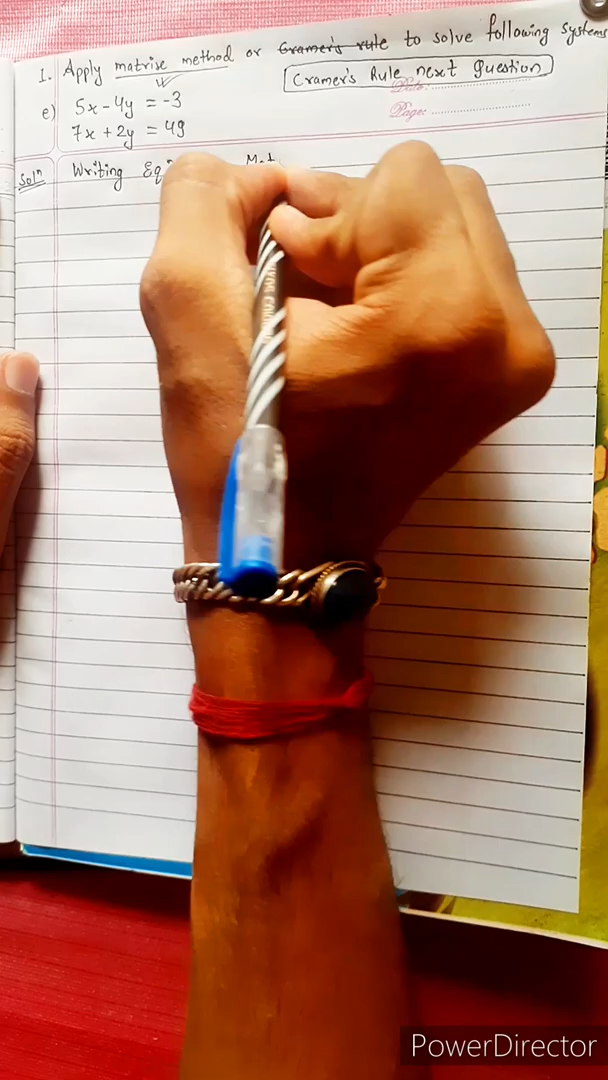 1. Apply matrise method or Cramer's rule to solve following systems
Cramer's Rule next Question
Date:
Page:
e) 5x - 4y = -3
7x + 2y = 49
Solⁿ Writing
PowerDirector